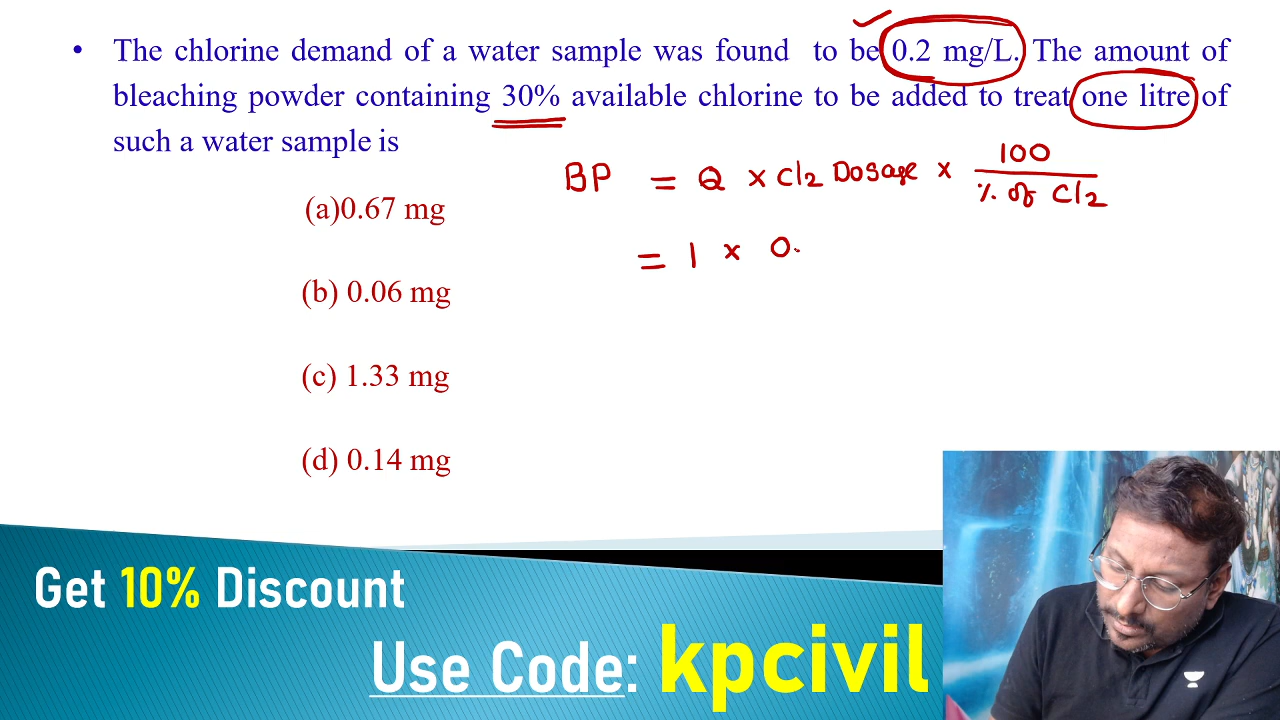 • The chlorine demand of a water sample was found to be 0.2 mg/L. The amount of
bleaching powder containing 30% available chlorine to be added to treat one litre of
such a water sample is
BP = Q × Cl2 Dosage × 100 / % of Cl2
(a)0.67 mg
= 1 × 0.
(b) 0.06 mg
(c) 1.33 mg
(d) 0.14 mg
Get 10% Discount
Use Code: kpcivil